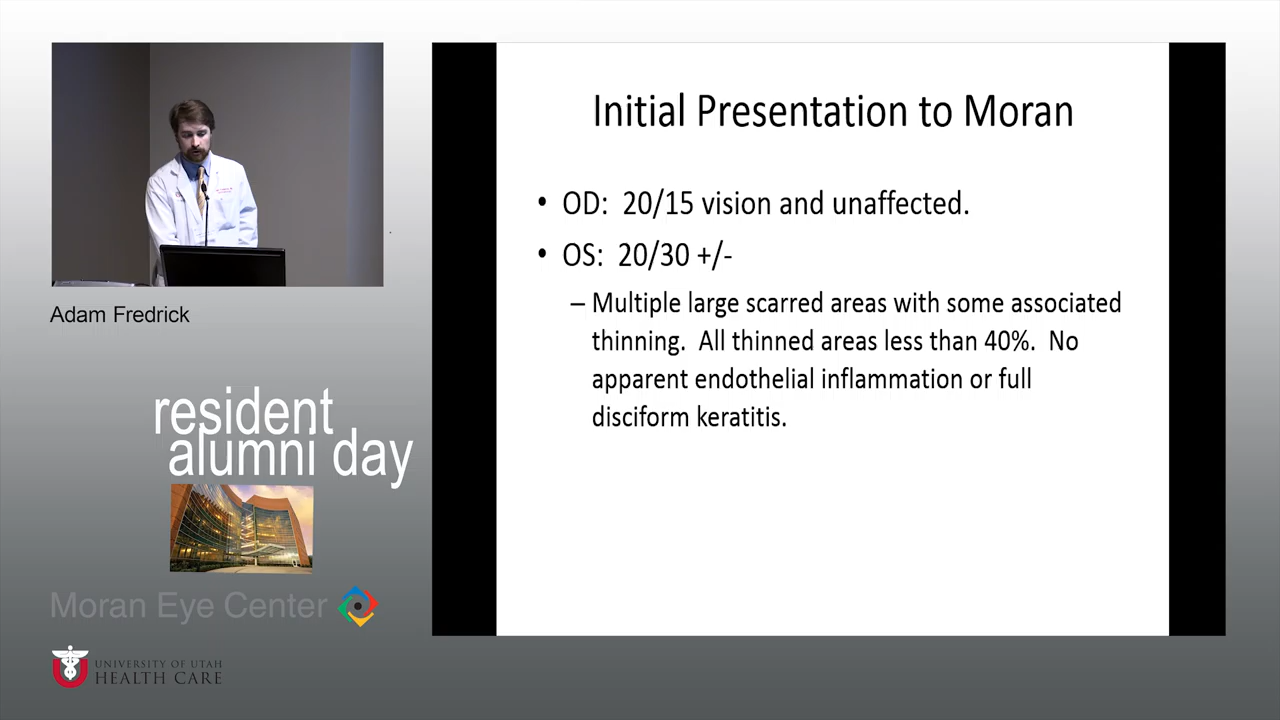 Initial Presentation to Moran
• OD: 20/15 vision and unaffected.
• OS: 20/30 +/-
– Multiple large scarred areas with some associated
thinning. All thinned areas less than 40%. No
apparent endothelial inflammation or full
disciform keratitis.
Adam Fredrick
resident
alumni day
Moran Eye Center
UNIVERSITY OF UTAH
HEALTH CARE